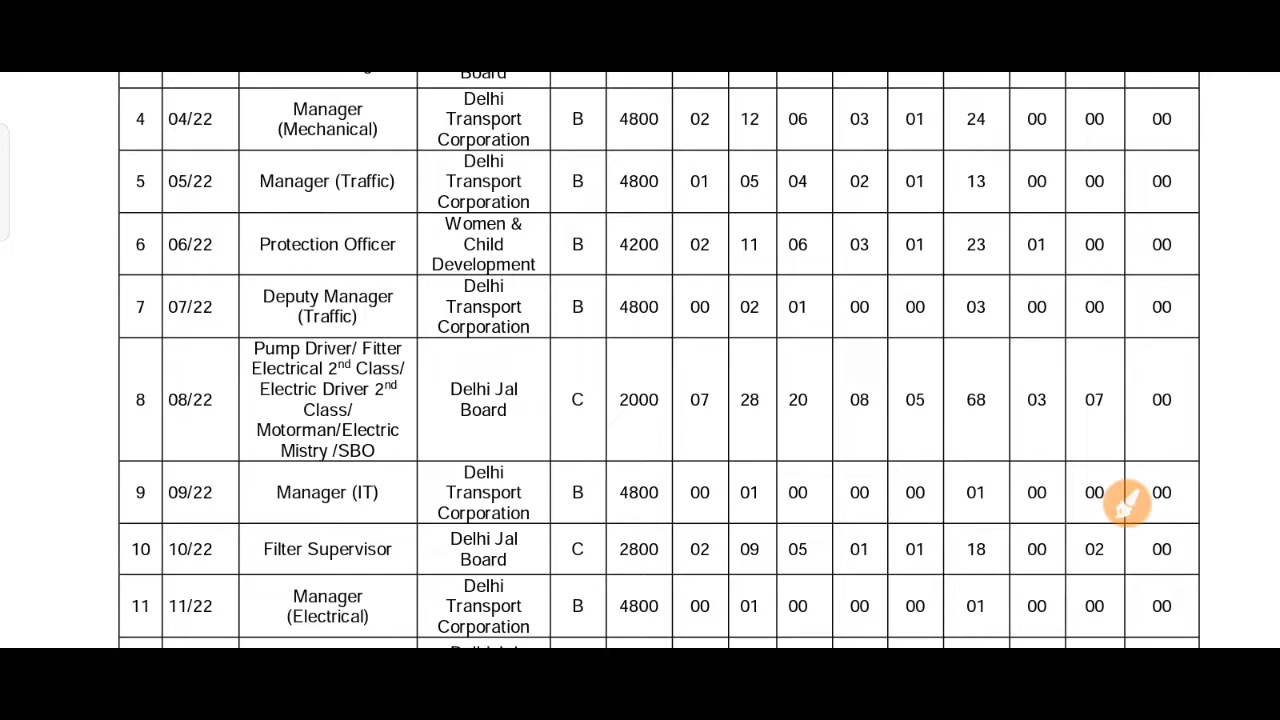 Board
4 04/22 Manager (Mechanical) Delhi Transport Corporation B 4800 02 12 06 03 01 24 00 00 00
5 05/22 Manager (Traffic) Delhi Transport Corporation B 4800 01 05 04 02 01 13 00 00 00
6 06/22 Protection Officer Women & Child Development B 4200 02 11 06 03 01 23 01 00 00
7 07/22 Deputy Manager (Traffic) Delhi Transport Corporation B 4800 00 02 01 00 00 03 00 00 00
8 08/22 Pump Driver/ Fitter Electrical 2nd Class/ Electric Driver 2nd Class/ Motorman/Electric Mistry /SBO Delhi Jal Board C 2000 07 28 20 08 05 68 03 07 00
9 09/22 Manager (IT) Delhi Transport Corporation B 4800 00 01 00 00 00 01 00 00 00
10 10/22 Filter Supervisor Delhi Jal Board C 2800 02 09 05 01 01 18 00 02 00
11 11/22 Manager (Electrical) Delhi Transport Corporation B 4800 00 01 00 00 00 01 00 00 00